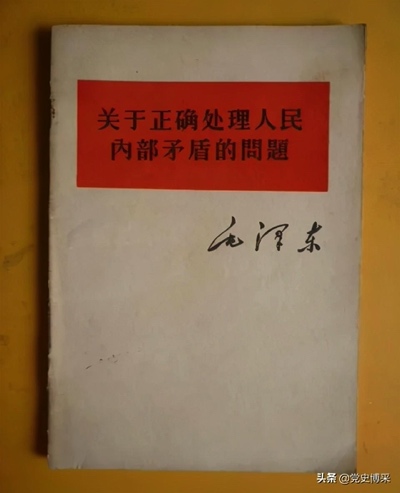 关于正确处理人民
內部矛盾的問題
毛泽东
头条 @党史博采